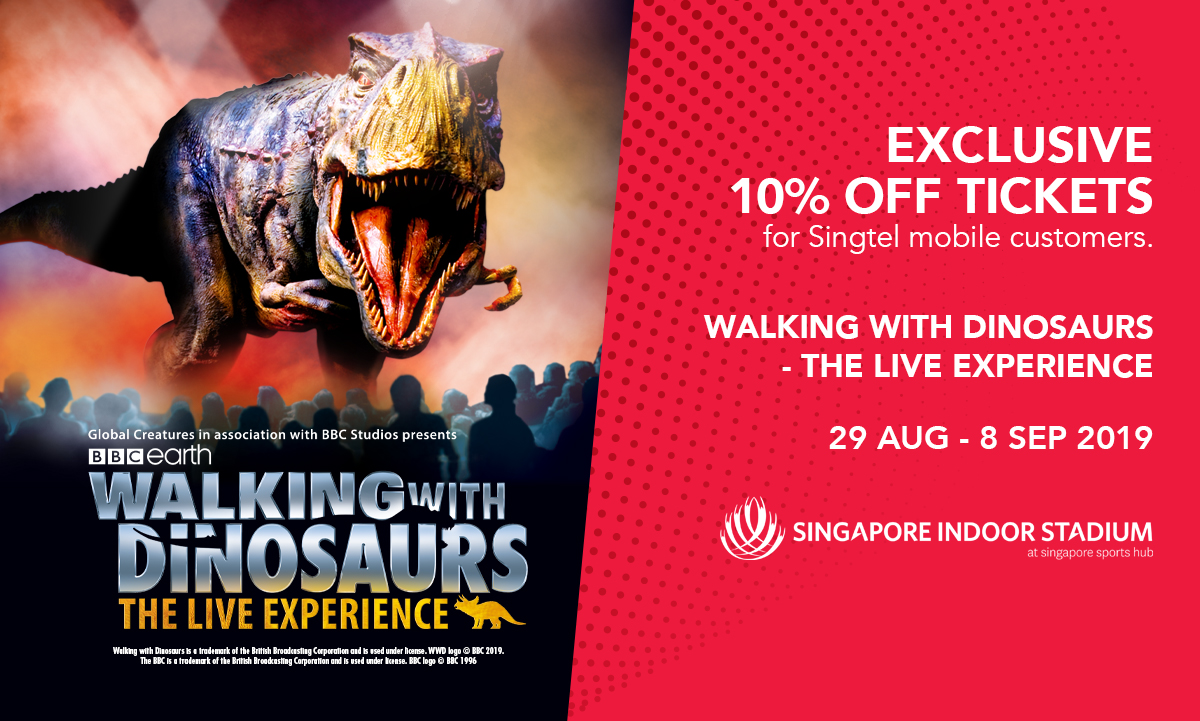 Global Creatures in association with BBC Studios presents
BBC earth
WALKING WITH
DINOSAURS
THE LIVE EXPERIENCE
Walking with Dinosaurs is a trademark of the British Broadcasting Corporation and is used under license. WWD logo © BBC 2019.
The BBC is a trademark of the British Broadcasting Corporation and is used under license. BBC logo © BBC 1996
EXCLUSIVE
10% OFF TICKETS
for Singtel mobile customers.
WALKING WITH DINOSAURS
- THE LIVE EXPERIENCE
29 AUG - 8 SEP 2019
SINGAPORE INDOOR STADIUM
at singapore sports hub